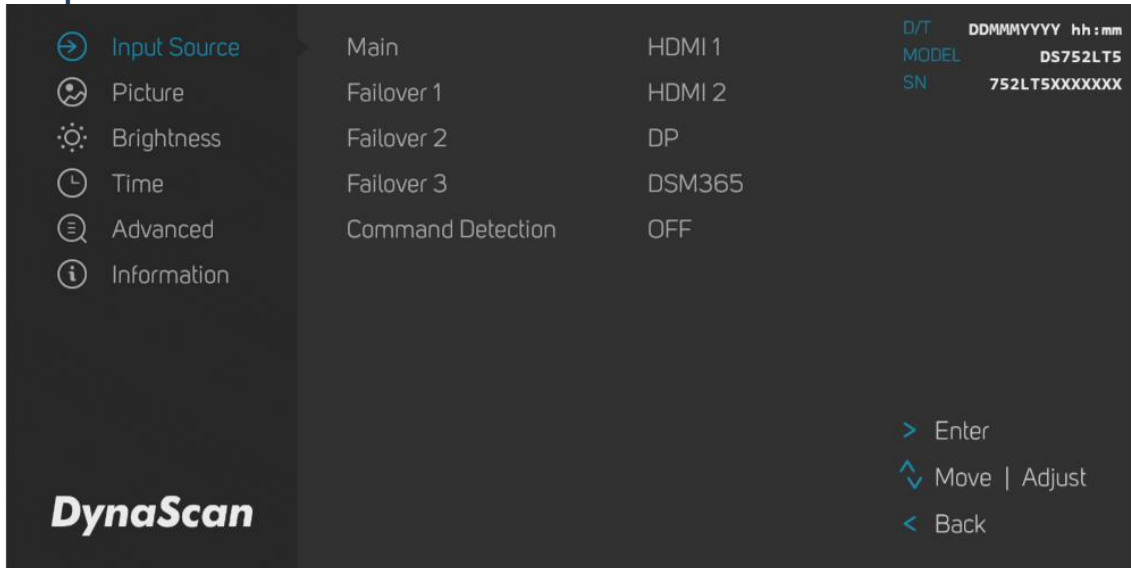 Input Source
Picture
Brightness
Time
Advanced
Information
DynaScan
Main HDMI 1
Failover 1 HDMI 2
Failover 2 DP
Failover 3 DSM365
Command Detection OFF
D/T DDMMMYYYY hh:mm
MODEL DS752LT5
SN 752LT5XXXXXXX
> Enter
Move | Adjust
< Back